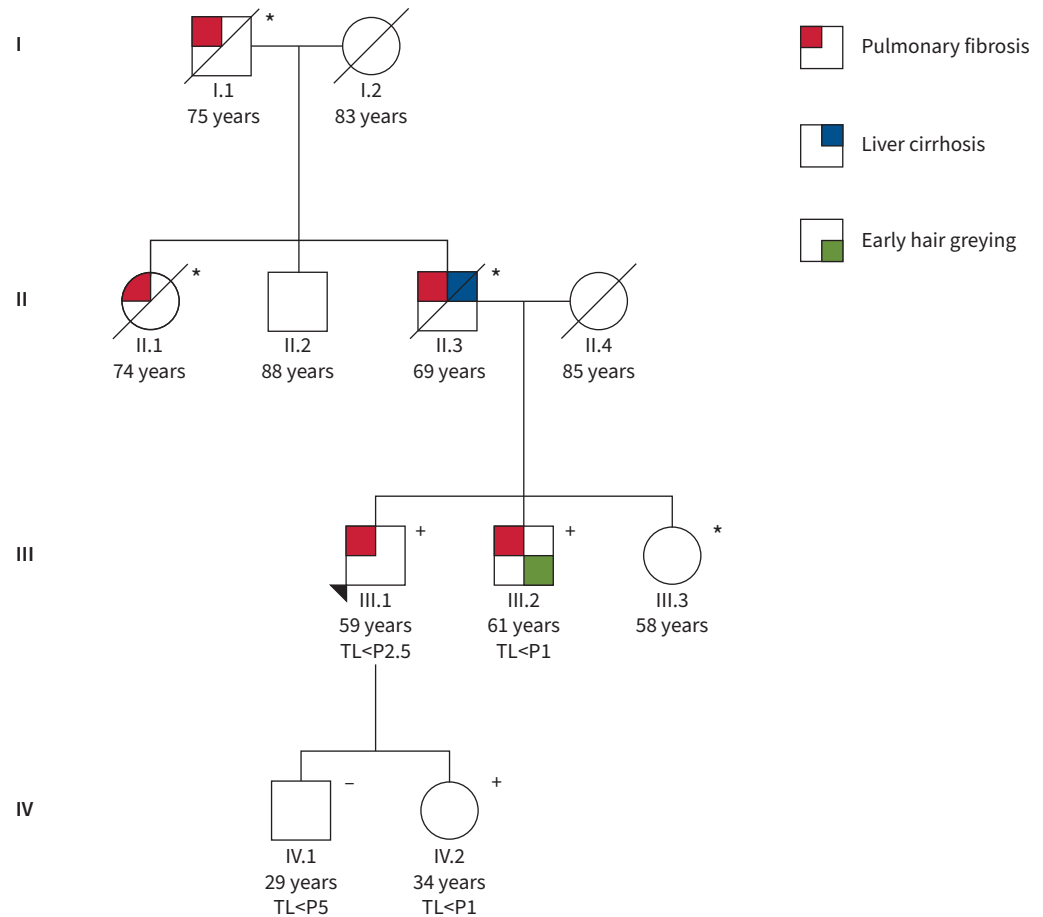 I
*
I.1
75 years
I.2
83 years
Pulmonary fibrosis
Liver cirrhosis
Early hair greying
II
*
II.1
74 years
II.2
88 years
*
II.3
69 years
II.4
85 years
III
+
III.1
59 years
TL<P2.5
+
III.2
61 years
TL<P1
*
III.3
58 years
IV
–
IV.1
29 years
TL<P5
+
IV.2
34 years
TL<P1